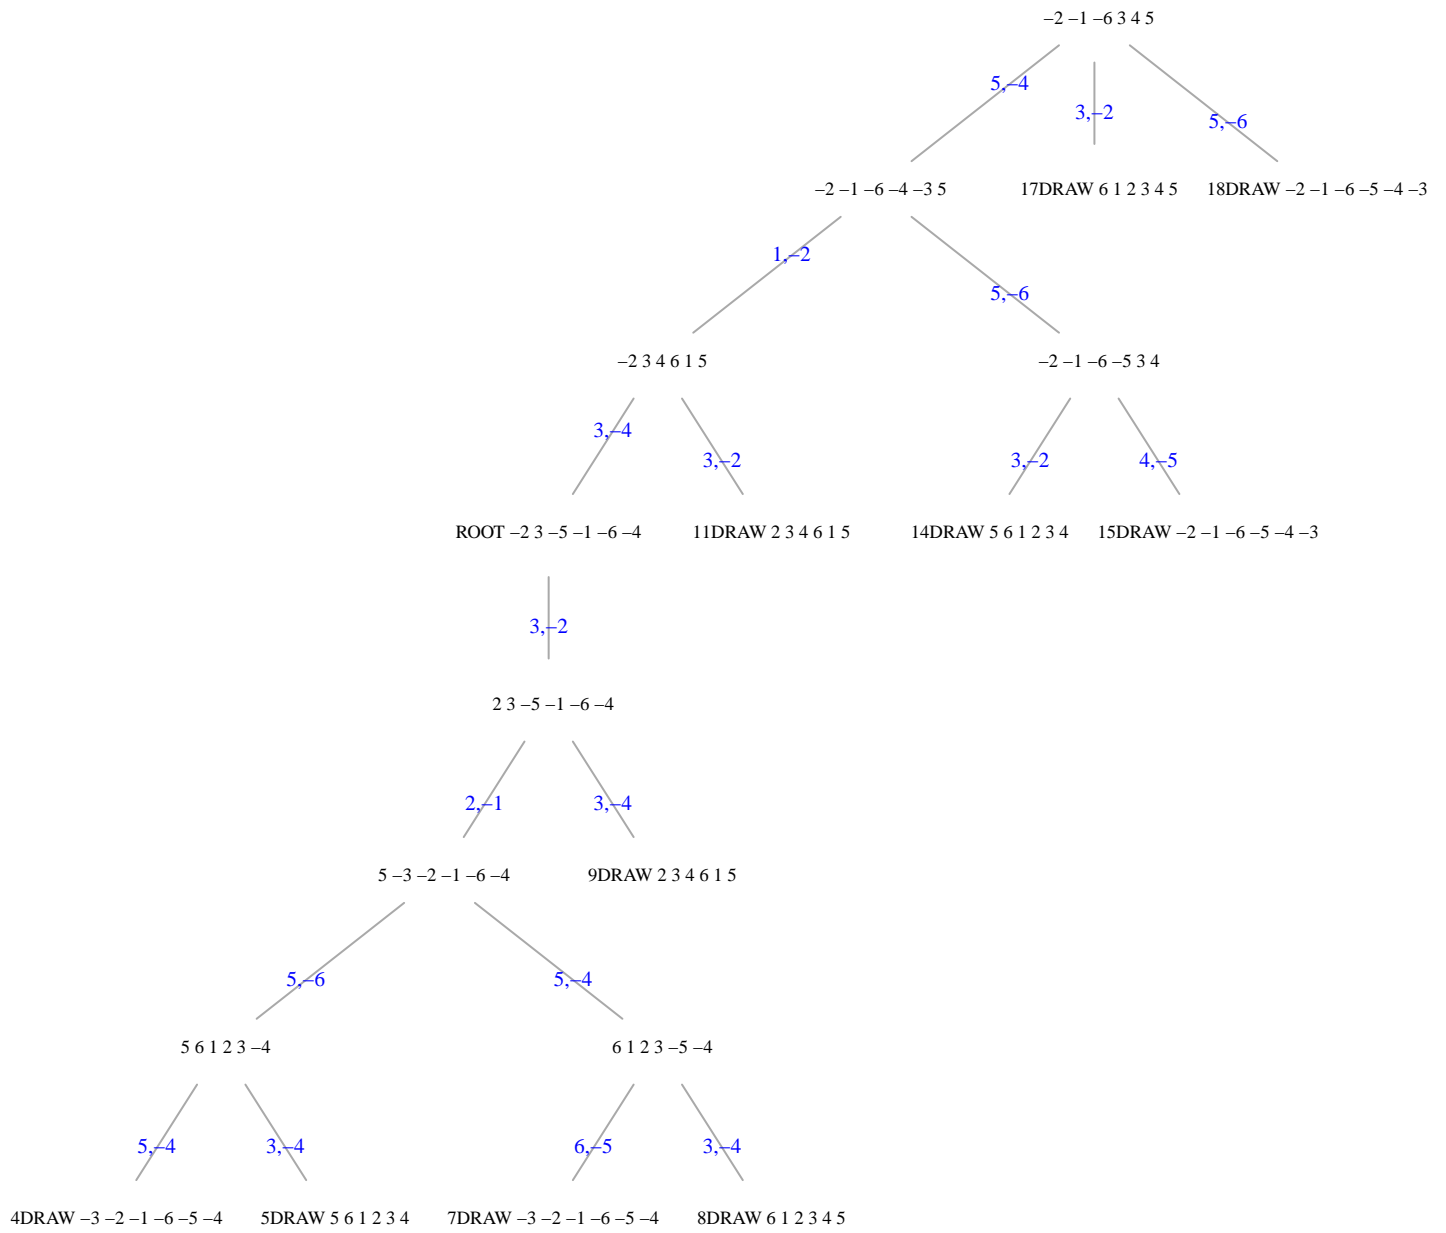 –2 –1 –6 3 4 5
5,–4
3,–2
5,–6
–2 –1 –6 –4 –3 5
17DRAW 6 1 2 3 4 5
18DRAW –2 –1 –6 –5 –4 –3
1,–2
5,–6
–2 3 4 6 1 5
–2 –1 –6 –5 3 4
3,–4
3,–2
3,–2
4,–5
ROOT –2 3 –5 –1 –6 –4
11DRAW 2 3 4 6 1 5
14DRAW 5 6 1 2 3 4
15DRAW –2 –1 –6 –5 –4 –3
3,–2
2 3 –5 –1 –6 –4
2,–1
3,–4
5 –3 –2 –1 –6 –4
9DRAW 2 3 4 6 1 5
5,–6
5,–4
5 6 1 2 3 –4
6 1 2 3 –5 –4
5,–4
3,–4
6,–5
3,–4
4DRAW –3 –2 –1 –6 –5 –4
5DRAW 5 6 1 2 3 4
7DRAW –3 –2 –1 –6 –5 –4
8DRAW 6 1 2 3 4 5